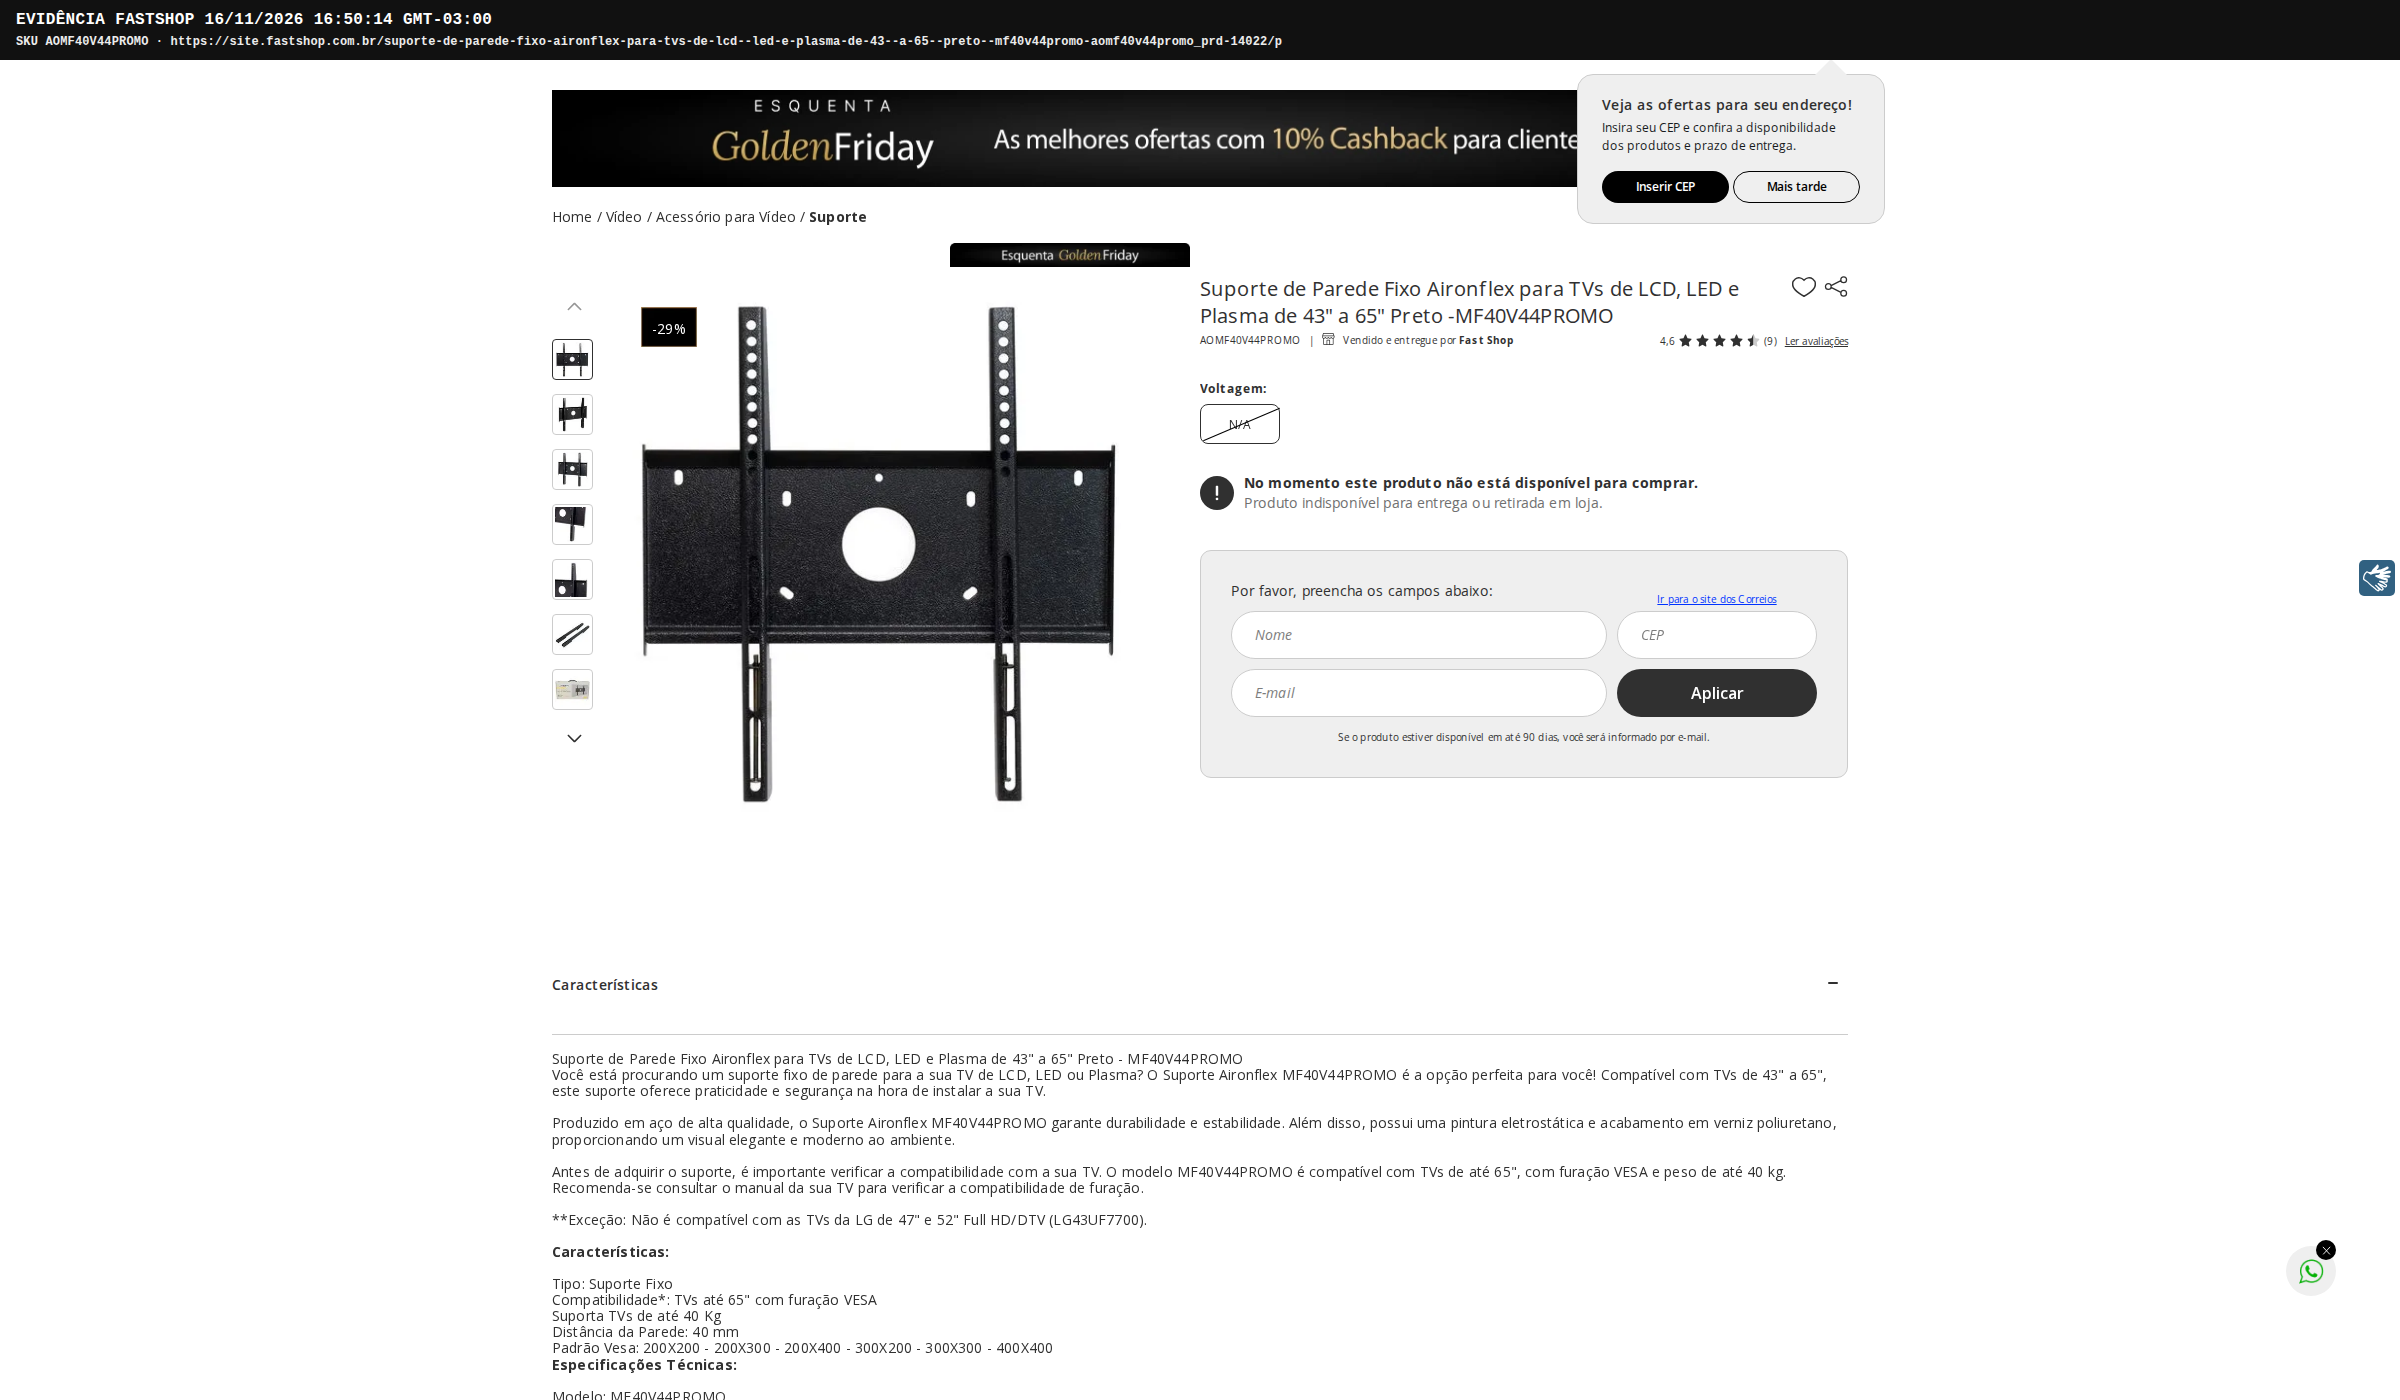 EVIDÊNCIA FASTSHOP 16/11/2026 16:50:14 GMT-03:00
SKU AOMF40V44PROMO · https://site.fastshop.com.br/suporte-de-parede-fixo-aironflex-para-tvs-de-lcd--led-e-plasma-de-43--a-65--preto--mf40v44promo-aomf40v44promo_prd-14022/p
ESQUENTA
GoldenFriday
As melhores ofertas com 10% Cashback para cliente
Veja as ofertas para seu endereço!
Insira seu CEP e confira a disponibilidade
dos produtos e prazo de entrega.
Inserir CEP
Mais tarde
Home / Vídeo / Acessório para Vídeo / Suporte
Esquenta GoldenFriday
-29%
Suporte de Parede Fixo Aironflex para TVs de LCD, LED e
Plasma de 43" a 65" Preto -MF40V44PROMO
AOMF40V44PROMO | Vendido e entregue por Fast Shop
4,6 (9) Ler avaliações
Voltagem:
N/A
No momento este produto não está disponível para comprar.
Produto indisponível para entrega ou retirada em loja.
Por favor, preencha os campos abaixo:
Ir para o site dos Correios
Nome
CEP
E-mail
Aplicar
Se o produto estiver disponível em até 90 dias, você será informado por e-mail.
Características
Suporte de Parede Fixo Aironflex para TVs de LCD, LED e Plasma de 43" a 65" Preto - MF40V44PROMO
Você está procurando um suporte fixo de parede para a sua TV de LCD, LED ou Plasma? O Suporte Aironflex MF40V44PROMO é a opção perfeita para você! Compatível com TVs de 43" a 65",
este suporte oferece praticidade e segurança na hora de instalar a sua TV.
Produzido em aço de alta qualidade, o Suporte Aironflex MF40V44PROMO garante durabilidade e estabilidade. Além disso, possui uma pintura eletrostática e acabamento em verniz poliuretano,
proporcionando um visual elegante e moderno ao ambiente.
Antes de adquirir o suporte, é importante verificar a compatibilidade com a sua TV. O modelo MF40V44PROMO é compatível com TVs de até 65", com furação VESA e peso de até 40 kg.
Recomenda-se consultar o manual da sua TV para verificar a compatibilidade de furação.
**Exceção: Não é compatível com as TVs da LG de 47" e 52" Full HD/DTV (LG43UF7700).
Características:
Tipo: Suporte Fixo
Compatibilidade*: TVs até 65" com furação VESA
Suporta TVs de até 40 Kg
Distância da Parede: 40 mm
Padrão Vesa: 200X200 - 200X300 - 200X400 - 300X200 - 300X300 - 400X400
Especificações Técnicas:
Modelo: MF40V44PROMO